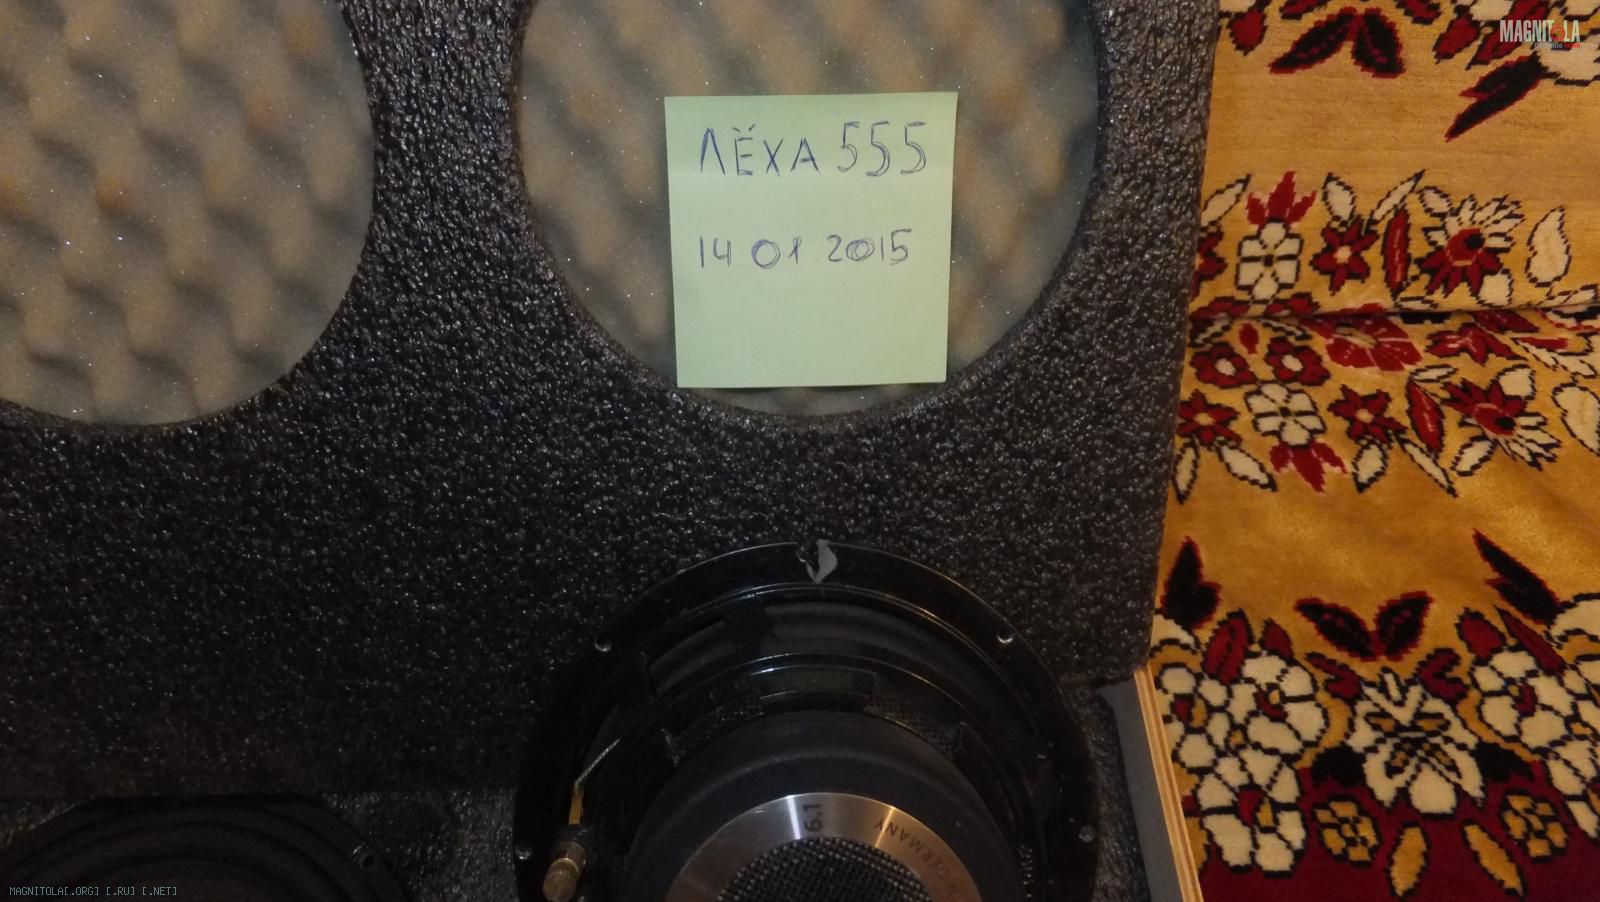 MAGNITOLA
ЛЁХА 555
14.01.2015
6.1
GERMANY
MAGNITOLA[.ORG] [.RU] [.NET]